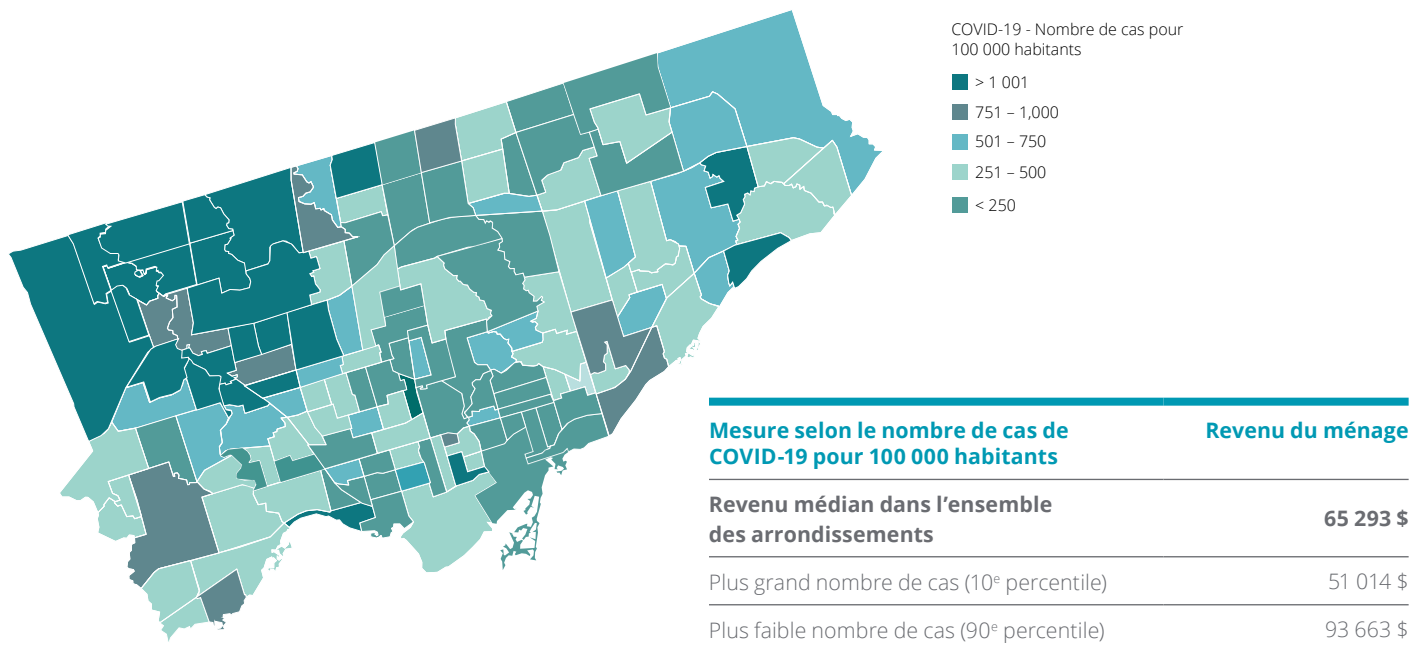 COVID-19 - Nombre de cas pour
100 000 habitants
> 1 001
751 – 1,000
501 – 750
251 – 500
< 250
Mesure selon le nombre de cas de
COVID-19 pour 100 000 habitants
Revenu du ménage
Revenu médian dans l’ensemble
des arrondissements
65 293 $
Plus grand nombre de cas (10e percentile)
51 014 $
Plus faible nombre de cas (90e percentile)
93 663 $